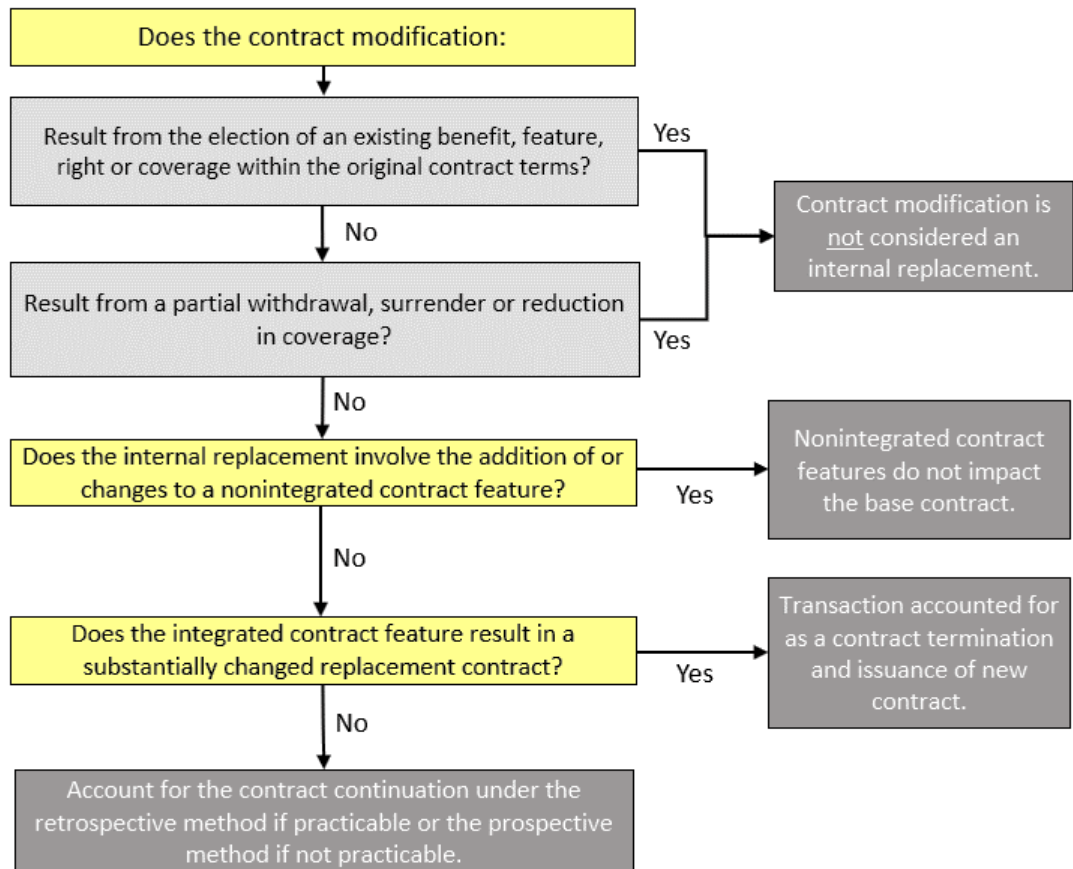 Does the contract modification:
Result from the election of an existing benefit, feature,
right or coverage within the original contract terms?
Yes
No
Contract modification is
not considered an
internal replacement.
Result from a partial withdrawal, surrender or reduction
in coverage?
Yes
No
Does the internal replacement involve the addition of or
changes to a nonintegrated contract feature?
Yes
Nonintegrated contract
features do not impact
the base contract.
No
Does the integrated contract feature result in a
substantially changed replacement contract?
Yes
Transaction accounted for
as a contract termination
and issuance of new
contract.
No
Account for the contract continuation under the
retrospective method if practicable or the prospective
method if not practicable.